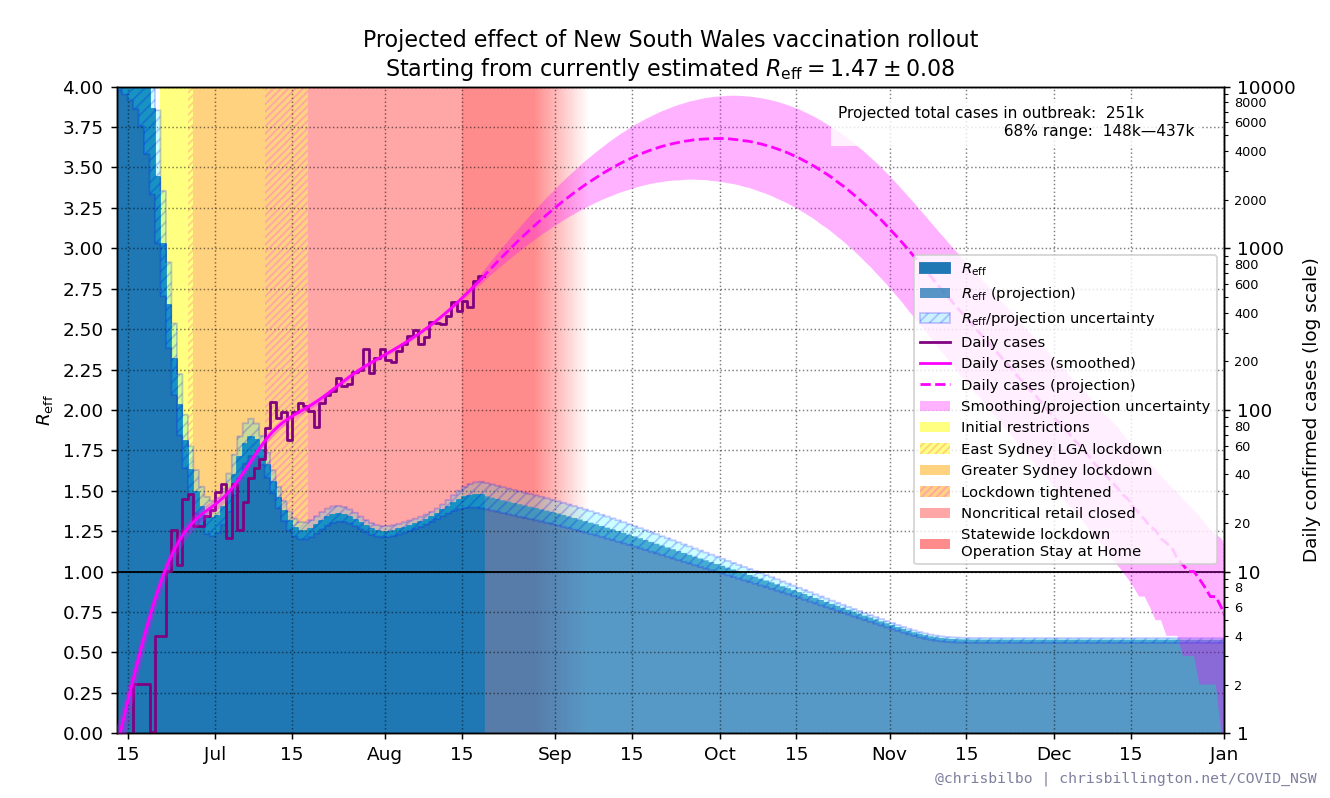 Projected effect of New South Wales vaccination rollout
Starting from currently estimated R_eff = 1.47 ± 0.08
Projected total cases in outbreak: 251k
68% range: 148k—437k
R_eff
4.00
3.75
3.50
3.25
3.00
2.75
2.50
2.25
2.00
1.75
1.50
1.25
1.00
0.75
0.50
0.25
0.00
10000
8000
6000
4000
2000
1000
800
600
400
200
100
80
60
40
20
10
8
6
4
2
1
Daily confirmed cases (log scale)
R_eff
R_eff (projection)
R_eff/projection uncertainty
Daily cases
Daily cases (smoothed)
Daily cases (projection)
Smoothing/projection uncertainty
Initial restrictions
East Sydney LGA lockdown
Greater Sydney lockdown
Lockdown tightened
Noncritical retail closed
Statewide lockdown
Operation Stay at Home
15 Jul 15 Aug 15 Sep 15 Oct 15 Nov 15 Dec 15 Jan
@chrisbilbo | chrisbillington.net/COVID_NSW